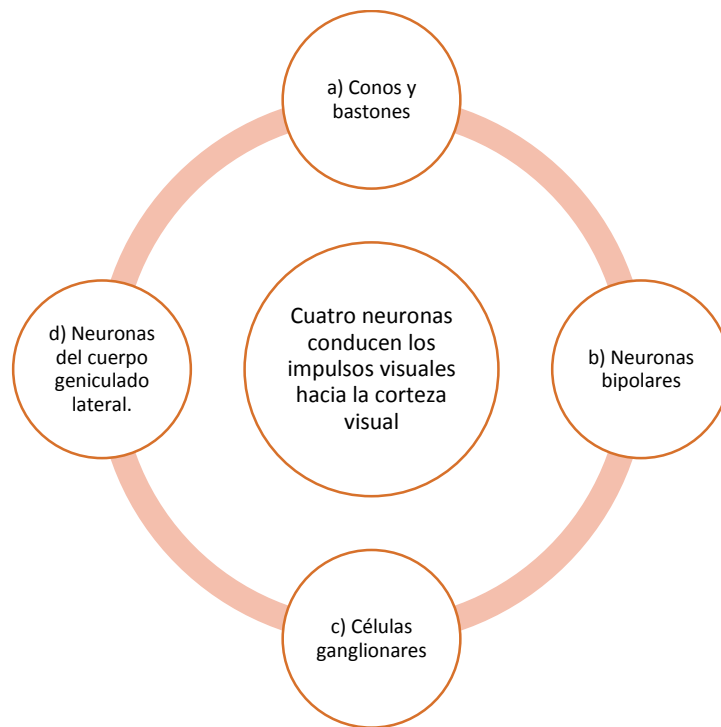 a) Conos y
bastones
Cuatro neuronas
conducen los
impulsos visuales
hacia la corteza
visual
b) Neuronas
bipolares
c) Células
ganglionares
d) Neuronas
del cuerpo
geniculado
lateral.